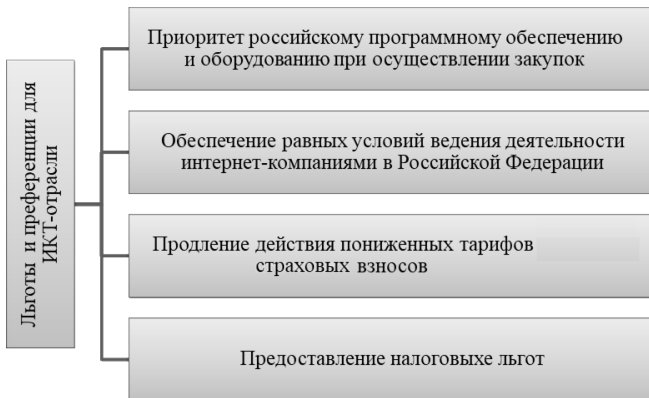 Льготы и преференции для
ИКТ-отрасли
Приоритет российскому программному обеспечению
и оборудованию при осуществлении закупок
Обеспечение равных условий ведения деятельности
интернет-компаниями в Российской Федерации
Продление действия пониженных тарифов
страховых взносов
Предоставление налоговыхе льгот